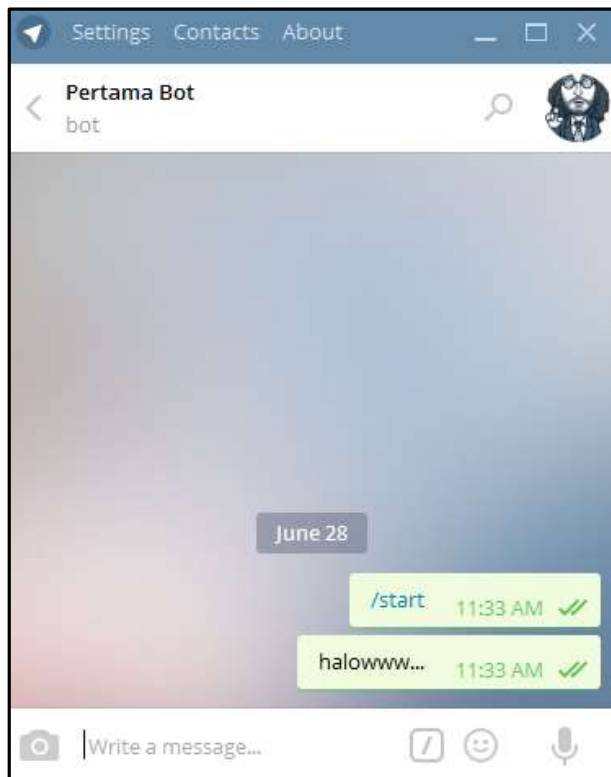 Settings Contacts About
Pertama Bot
bot
June 28
/start 11:33 AM
halowww... 11:33 AM
Write a message...